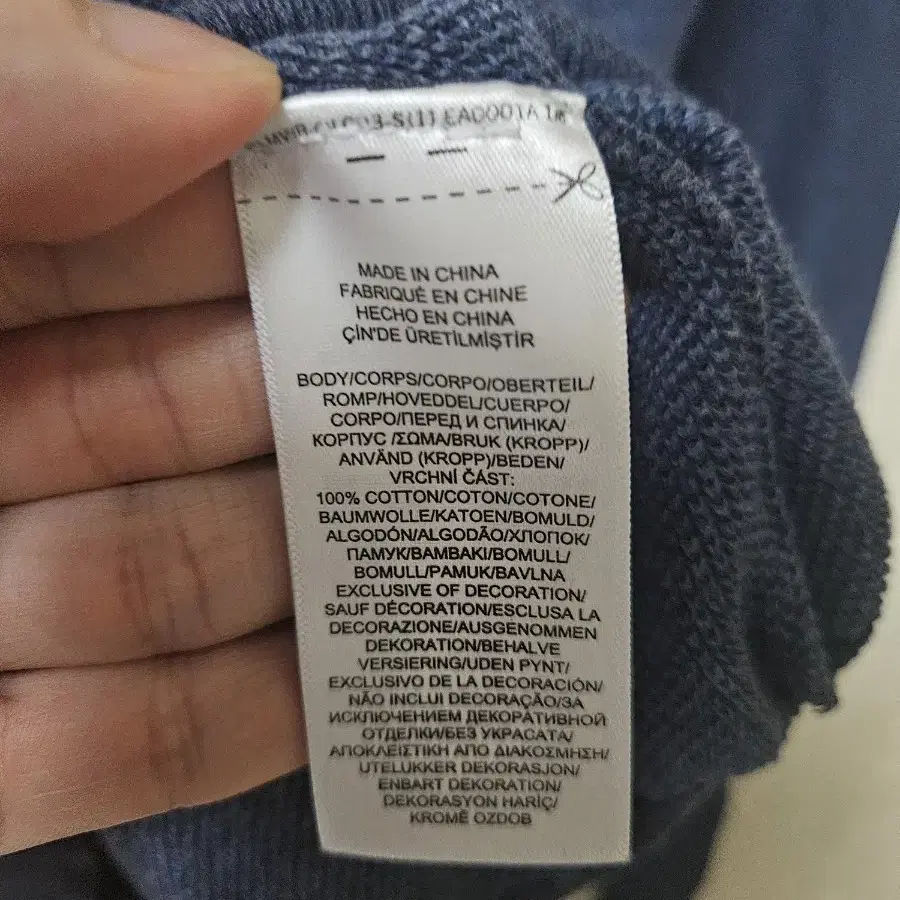 EAD001A
MADE IN CHINA
FABRIQUÉ EN CHINE
HECHO EN CHINA
ÇİN'DE ÜRETİLMİŞTİR
BODY/CORPS/CORPO/OBERTEIL/
ROMP/HOVEDDEL/CUERPO/
CORPO/ПЕРЕД И СПИНКА/
КОРПУС /ΣΩΜΑ/BRUK (KROPP)/
ANVÄND (KROPP)/BEDEN/
VRCHNÍ ČÁST:
100% COTTON/COTON/COTONE/
BAUMWOLLE/KATOEN/BOMULD/
ALGODÓN/ALGODÃO/ХЛОПОК/
ПАМУК/BAMBAKI/BOMULL/
BOMULL/PAMUK/BAVLNA
EXCLUSIVE OF DECORATION/
SAUF DÉCORATION/ESCLUSA LA
DECORAZIONE/AUSGENOMMEN
DEKORATION/BEHALVE
VERSIERING/UDEN PYNT/
EXCLUSIVO DE LA DECORACIÓN/
NÃO INCLUI DECORAÇÃO/ЗА
ИСКЛЮЧЕНИЕМ ДЕКОРАТИВНОЙ
ОТДЕЛКИ/БЕЗ УКРАСАТА/
ΑΠΟΚΛΕΙΣΤΙΚΗ ΑΠΟ ΔΙΑΚΟΣΜΗΣΗ/
UTELUKKER DEKORASJON/
ENBART DEKORATION/
DEKORASYON HARİÇ/
KROMĚ OZDOB